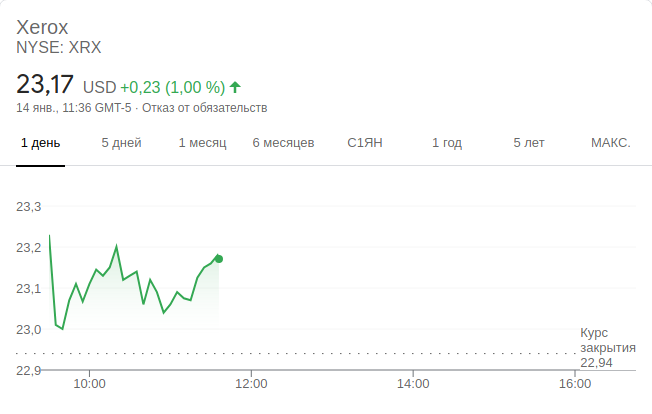 Xerox
NYSE: XRX
23,17 USD +0,23 (1,00 %)
14 янв., 11:36 GMT-5 · Отказ от обязательств
1 день 5 дней 1 месяц 6 месяцев С1ЯН 1 год 5 лет МАКС.
23,3
23,2
23,1
23,0
22,9
Курс
закрытия
22,94
10:00 12:00 14:00 16:00